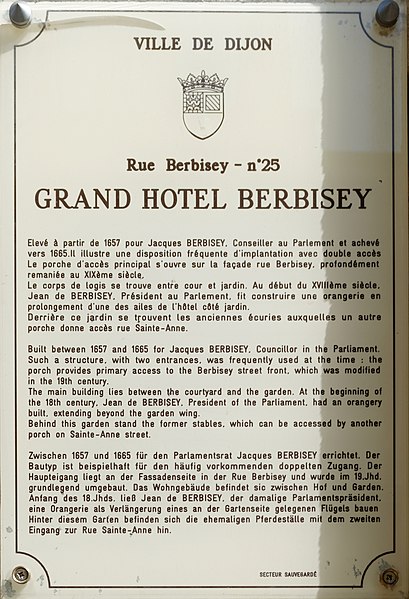 VILLE DE DIJON
Rue Berbisey - n°25
GRAND HOTEL BERBISEY
Elevé à partir de 1657 pour Jacques BERBISEY, Conseiller au Parlement et achevé
vers 1665.Il illustre une disposition fréquente d'implantation avec double accès
Le porche d'accès principal s'ouvre sur la façade rue Berbisey, profondément
remaniée au XIXème siècle.
Le corps de logis se trouve entre cour et jardin. Au début du XVIIIème siècle,
Jean de BERBISEY, Président au Parlement, fit construire une orangerie en
prolongement d'une des ailes de l'hôtel côté jardin.
Derrière ce jardin se trouvent les anciennes écuries auxquelles un autre
porche donne accès rue Sainte-Anne.
Built between 1657 and 1665 for Jacques BERBISEY, Councillor in the Parliament.
Such a structure, with two entrances, was frequently used at the time : the
porch provides primary access to the Berbisey street front, which was modified
in the 19th century.
The main building lies between the courtyard and the garden. At the beginning of
the 18th century, Jean de BERBISEY, President of the Parliament, had an orangery
built, extending beyond the garden wing.
Behind this garden stand the former stables, which can be accessed by another
porch on Sainte-Anne street.
Zwischen 1657 und 1665 für den Parlamentsrat Jacques BERBISEY errichtet. Der
Bautyp ist beispielhaft für den häufig vorkommenden doppelten Zugang. Der
Haupteigang liegt an der Fassadenseite in der Rue Berbisey und wurde im 19.Jhd.
grundlegend umgebaut. Das Wohngebäude befindet sic zwischen Hof und Garden.
Anfang des 18.Jhds. ließ Jean de BERBISEY, der damalige Parlamentspräsident,
eine Orangerie als Verlängerung eines an der Gartenseite gelegenen Flügels bauen
Hinter diesem Garten befinden sich die ehemaligen Pferdeställe mit dem zweiten
Eingang zur Rue Sainte-Anne hin.
SECTEUR SAUVEGARDÉ